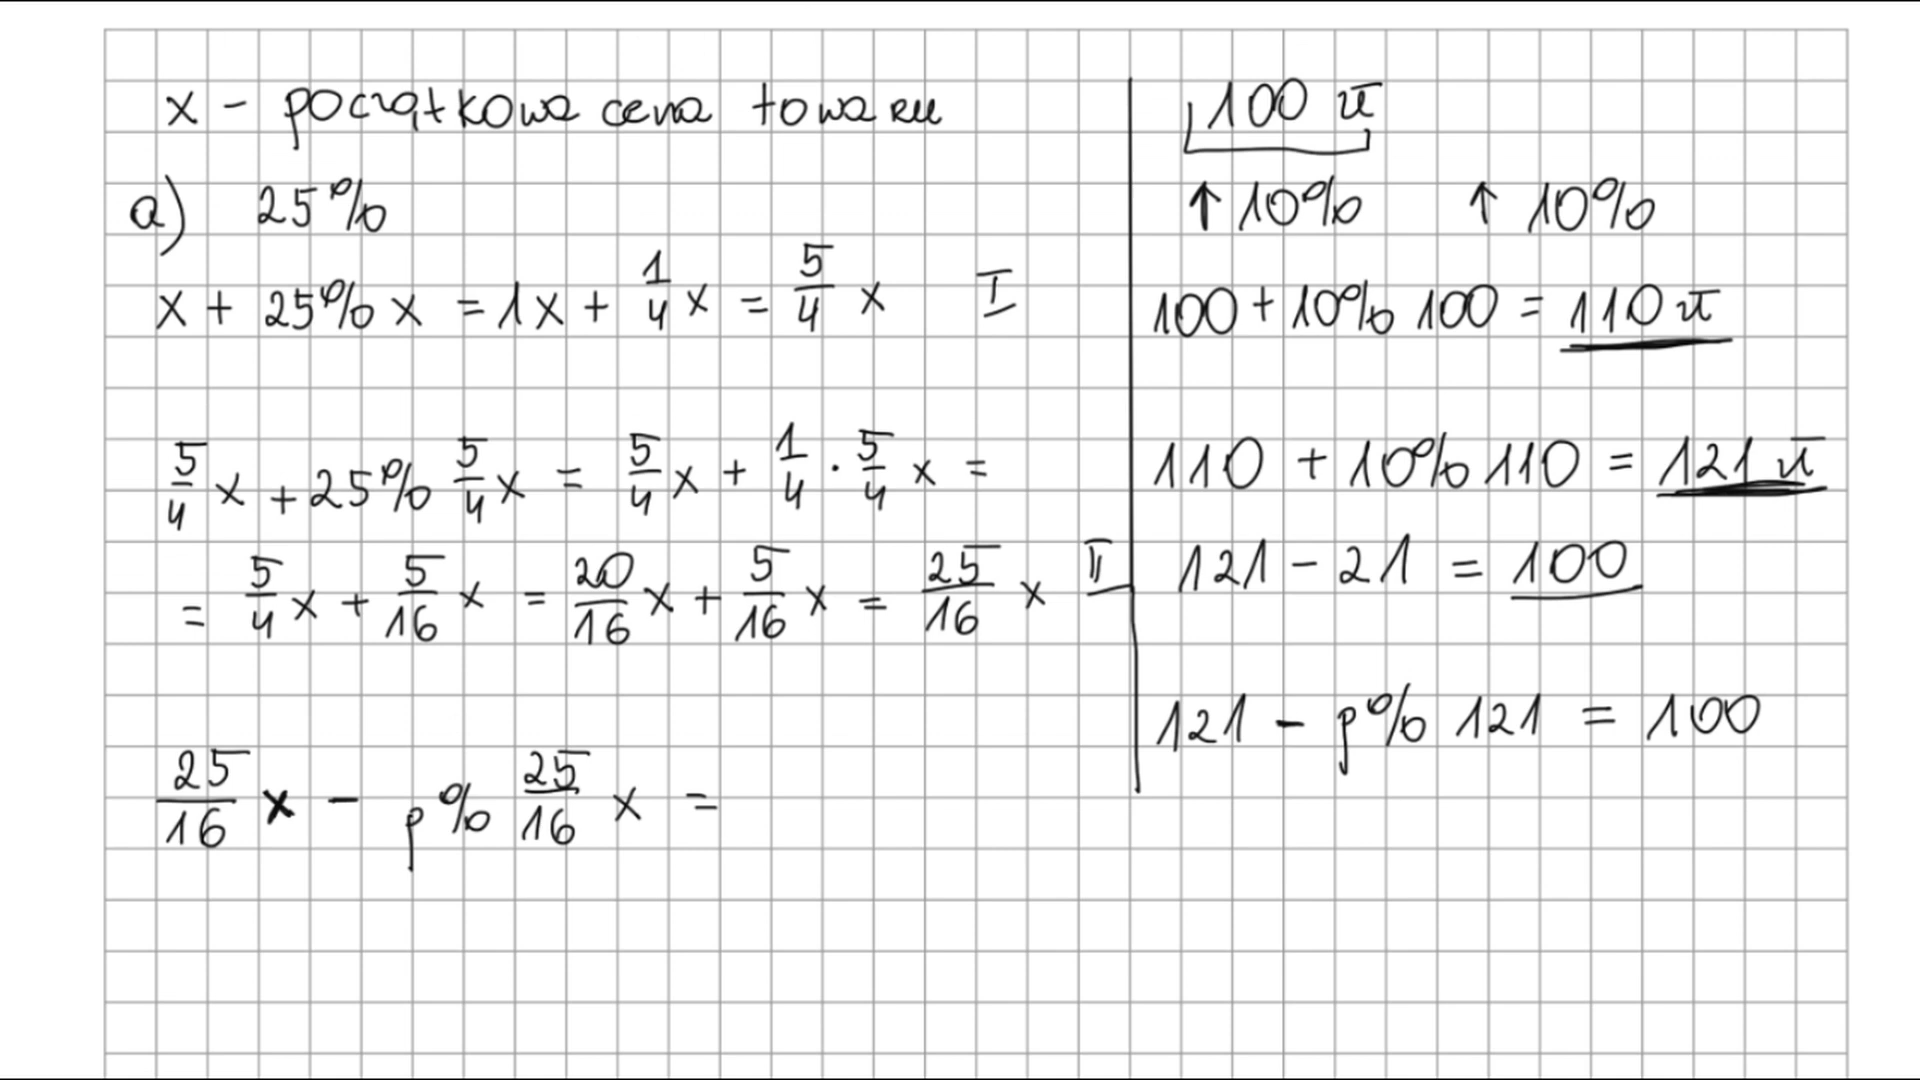 x - początkowa cena towaru
a) 25%
x + 25% x = 1x + 1/4 x = 5/4 x I
5/4 x + 25% 5/4 x = 5/4 x + 1/4 · 5/4 x =
= 5/4 x + 5/16 x = 20/16 x + 5/16 x = 25/16 x II
25/16 x - p% 25/16 x =
100 zł
↑ 10% ↑ 10%
100 + 10% 100 = 110 zł
110 + 10% 110 = 121 zł
121 - 21 = 100
121 - p% 121 = 100